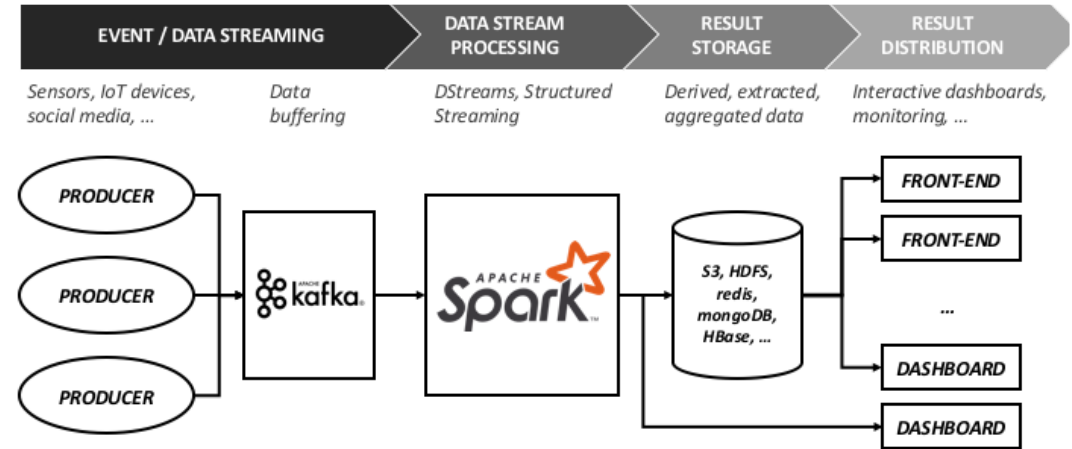 EVENT / DATA STREAMING
DATA STREAM
PROCESSING
RESULT
STORAGE
RESULT
DISTRIBUTION
Sensors, IoT devices,
social media, ...
Data
buffering
DStreams, Structured
Streaming
Derived, extracted,
aggregated data
Interactive dashboards,
monitoring, ...
PRODUCER
PRODUCER
PRODUCER
APACHE
kafka®
APACHE
Spark™
S3, HDFS,
redis,
mongoDB,
HBase, ...
FRONT-END
FRONT-END
...
DASHBOARD
DASHBOARD